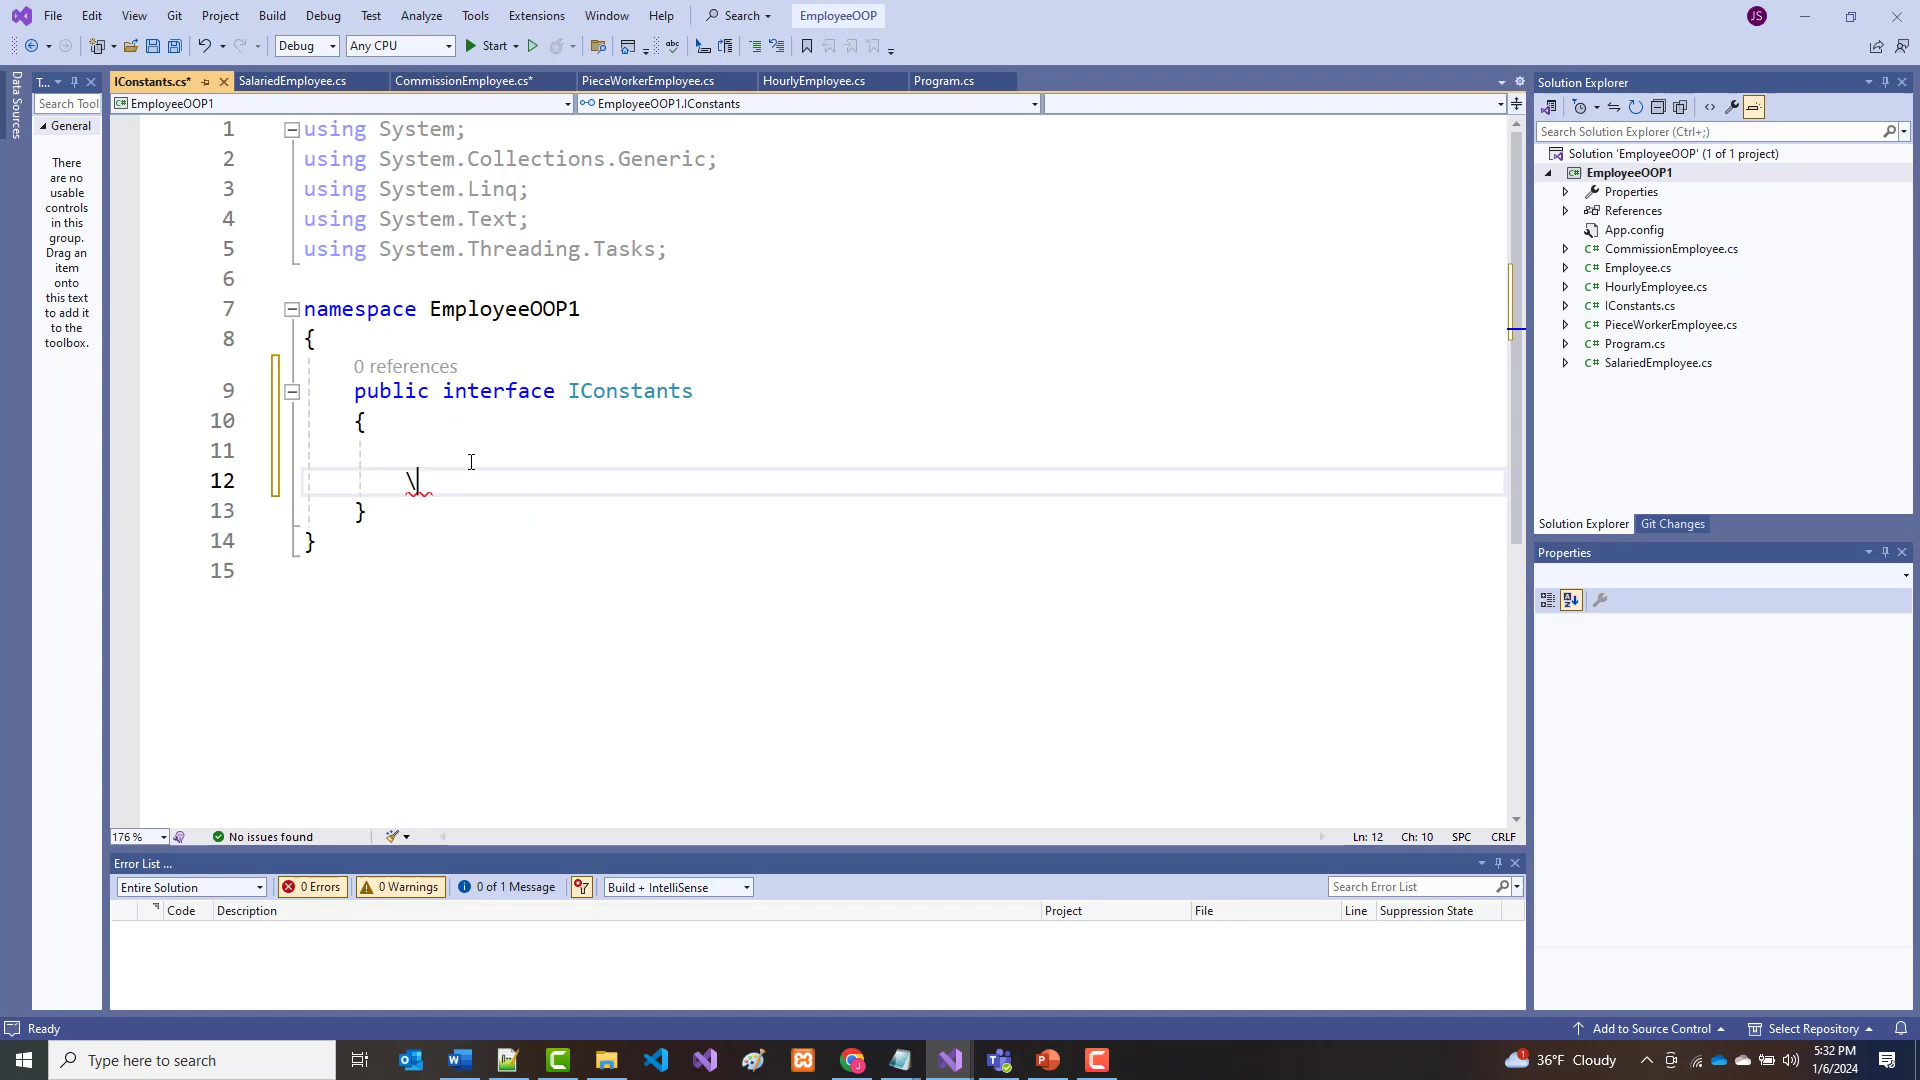 File Edit View Git Project Build Debug Test Analyze Tools Extensions Window Help Search EmployeeOOP JS
Debug Any CPU Start
Data Sources
T...
IConstants.cs* SalariedEmployee.cs CommissionEmployee.cs* PieceWorkerEmployee.cs HourlyEmployee.cs Program.cs
Search Tool
EmployeeOOP1 EmployeeOOP1.IConstants
General
There
are no
usable
controls
in this
group.
Drag an
item
onto
this text
to add it
to the
toolbox.
1 using System;
2 using System.Collections.Generic;
3 using System.Linq;
4 using System.Text;
5 using System.Threading.Tasks;
6
7 namespace EmployeeOOP1
8 {
0 references
9 public interface IConstants
10 {
11
12 \
13 }
14 }
15
176 % No issues found Ln: 12 Ch: 10 SPC CRLF
Error List ...
Entire Solution 0 Errors 0 Warnings 0 of 1 Message Build + IntelliSense Search Error List
Code Description Project File Line Suppression State
Solution Explorer
Search Solution Explorer (Ctrl+;)
Solution 'EmployeeOOP' (1 of 1 project)
EmployeeOOP1
Properties
References
App.config
C# CommissionEmployee.cs
C# Employee.cs
C# HourlyEmployee.cs
C# IConstants.cs
C# PieceWorkerEmployee.cs
C# Program.cs
C# SalariedEmployee.cs
Solution Explorer Git Changes
Properties
Ready Add to Source Control Select Repository
Type here to search 1 36°F Cloudy 5:32 PM
1/6/2024